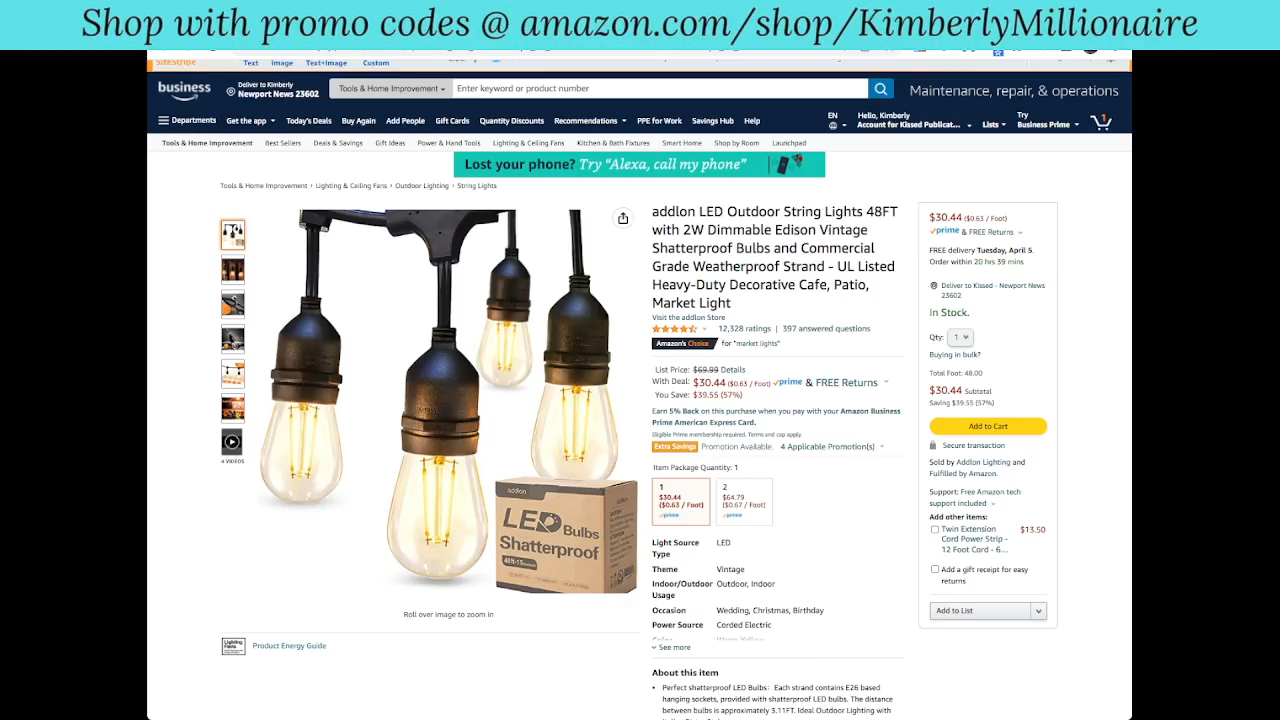 Shop with promo codes @ amazon.com/shop/KimberlyMillionaire
SiteStripe Text Image Text+Image Custom
business
Deliver to Kimberly
Newport News 23602
Tools & Home Improvement
Enter keyword or product number
Maintenance, repair, & operations
Departments
Get the app
Today's Deals
Buy Again
Add People
Gift Cards
Quantity Discounts
Recommendations
PPE for Work
Savings Hub
Help
EN
Hello, Kimberly
Account for Kissed Publicat...
Lists
Try
Business Prime
1
Tools & Home Improvement
Best Sellers
Deals & Savings
Gift Ideas
Power & Hand Tools
Lighting & Ceiling Fans
Kitchen & Bath Fixtures
Smart Home
Shop by Room
Launchpad
Lost your phone? Try “Alexa, call my phone”
Tools & Home Improvement › Lighting & Ceiling Fans › Outdoor Lighting › String Lights
4 VIDEOS
addlon
LED Bulbs
Shatterproof
Roll over image to zoom in
Lighting Facts
Product Energy Guide
addlon LED Outdoor String Lights 48FT
with 2W Dimmable Edison Vintage
Shatterproof Bulbs and Commercial
Grade Weatherproof Strand - UL Listed
Heavy-Duty Decorative Cafe, Patio,
Market Light
Visit the addlon Store
12,328 ratings | 397 answered questions
Amazon's Choice for "market lights"
List Price: $69.99 Details
With Deal: $30.44 ($0.63 / Foot) prime & FREE Returns
You Save: $39.55 (57%)
Earn 5% Back on this purchase when you pay with your Amazon Business
Prime American Express Card.
Eligible Prime membership required. Terms and cap apply.
Extra Savings Promotion Available. 4 Applicable Promotion(s)
Item Package Quantity: 1
1
$30.44
($0.63 / Foot)
prime
2
$64.79
($0.67 / Foot)
prime
Light Source Type LED
Theme Vintage
Indoor/Outdoor Usage Outdoor, Indoor
Occasion Wedding, Christmas, Birthday
Power Source Corded Electric
Color Warm Yellow
See more
About this item
• Perfect shatterproof LED Bulbs: Each strand contains E26 based
hanging sockets, provided with shatterproof LED bulbs. The distance
between bulbs is approximately 3.11FT. Ideal Outdoor Lighting with
$30.44 ($0.63 / Foot)
prime & FREE Returns
FREE delivery Tuesday, April 5.
Order within 20 hrs 39 mins
Deliver to Kissed - Newport News
23602
In Stock.
Qty: 1
Buying in bulk?
Total Foot: 48.00
$30.44 Subtotal
Saving $39.55 (57%)
Add to Cart
Secure transaction
Sold by Addlon Lighting and
Fulfilled by Amazon.
Support: Free Amazon tech
support included
Add other items:
Twin Extension $13.50
Cord Power Strip -
12 Foot Cord - 6...
Add a gift receipt for easy
returns
Add to List